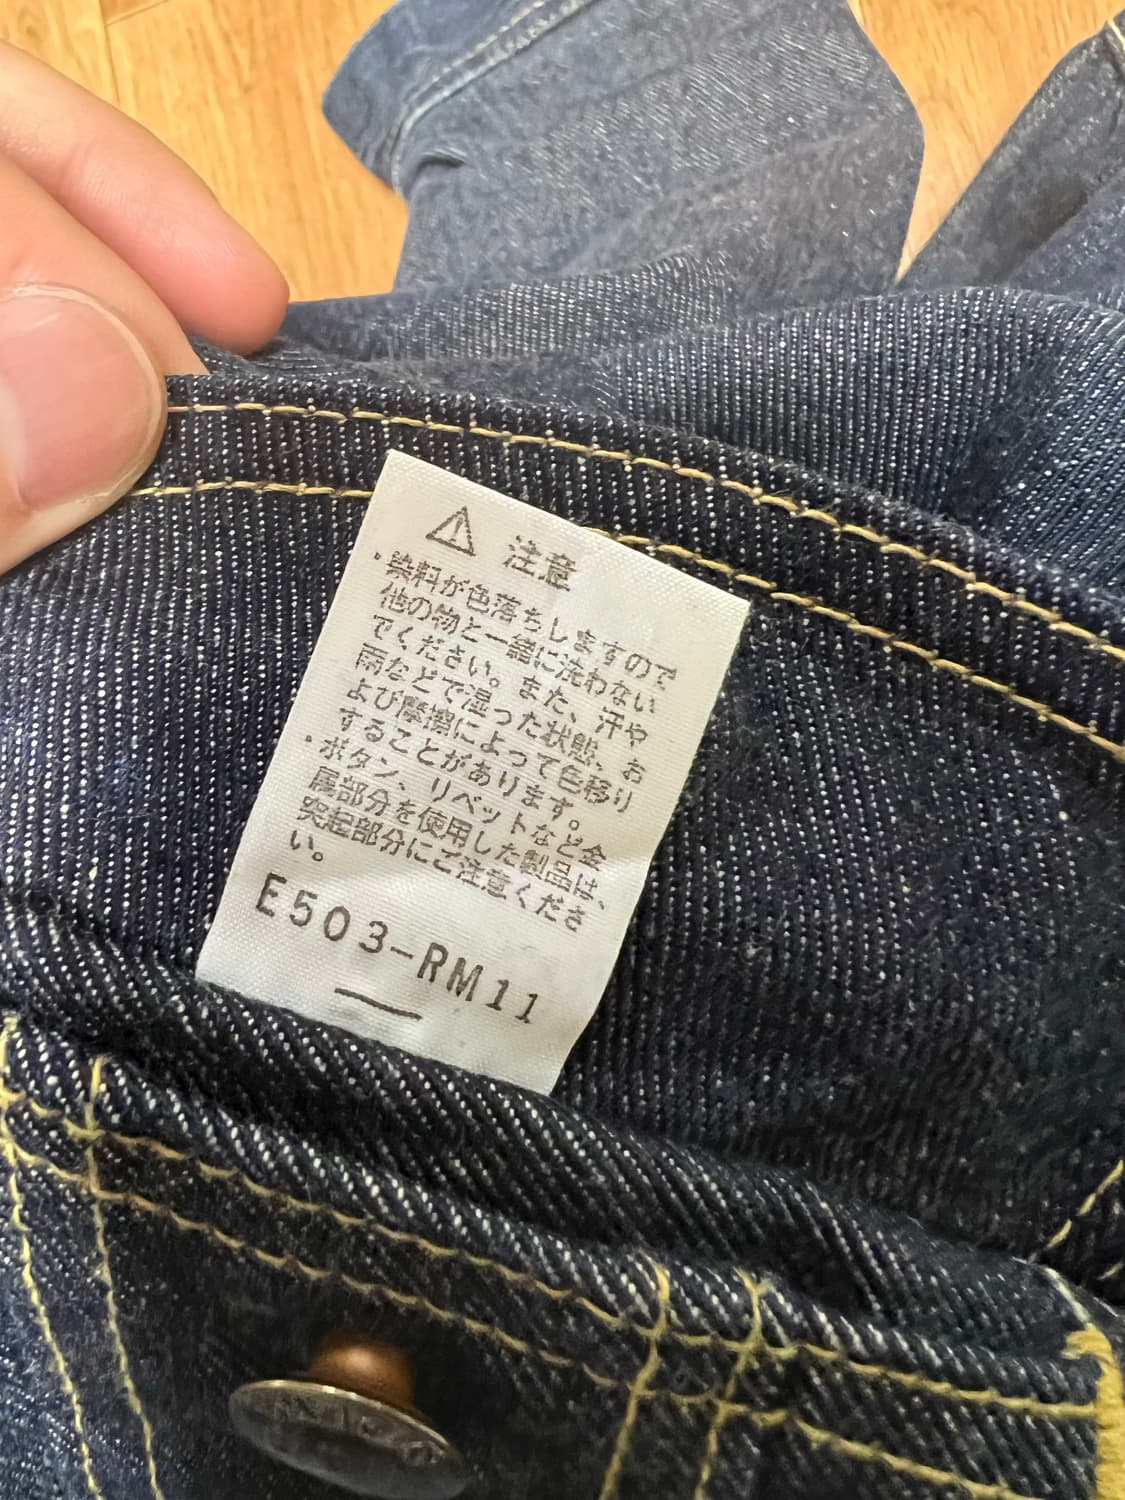 注意
・染料が色落ちしますので
他の物と一緒に洗わない
でください。また、汗や
雨などで湿った状態、お
よび摩擦によって色移り
することがあります。
・ボタン、リベットなど金
属部分を使用した製品は、
突起部分にご注意くださ
い。
E503-RM11